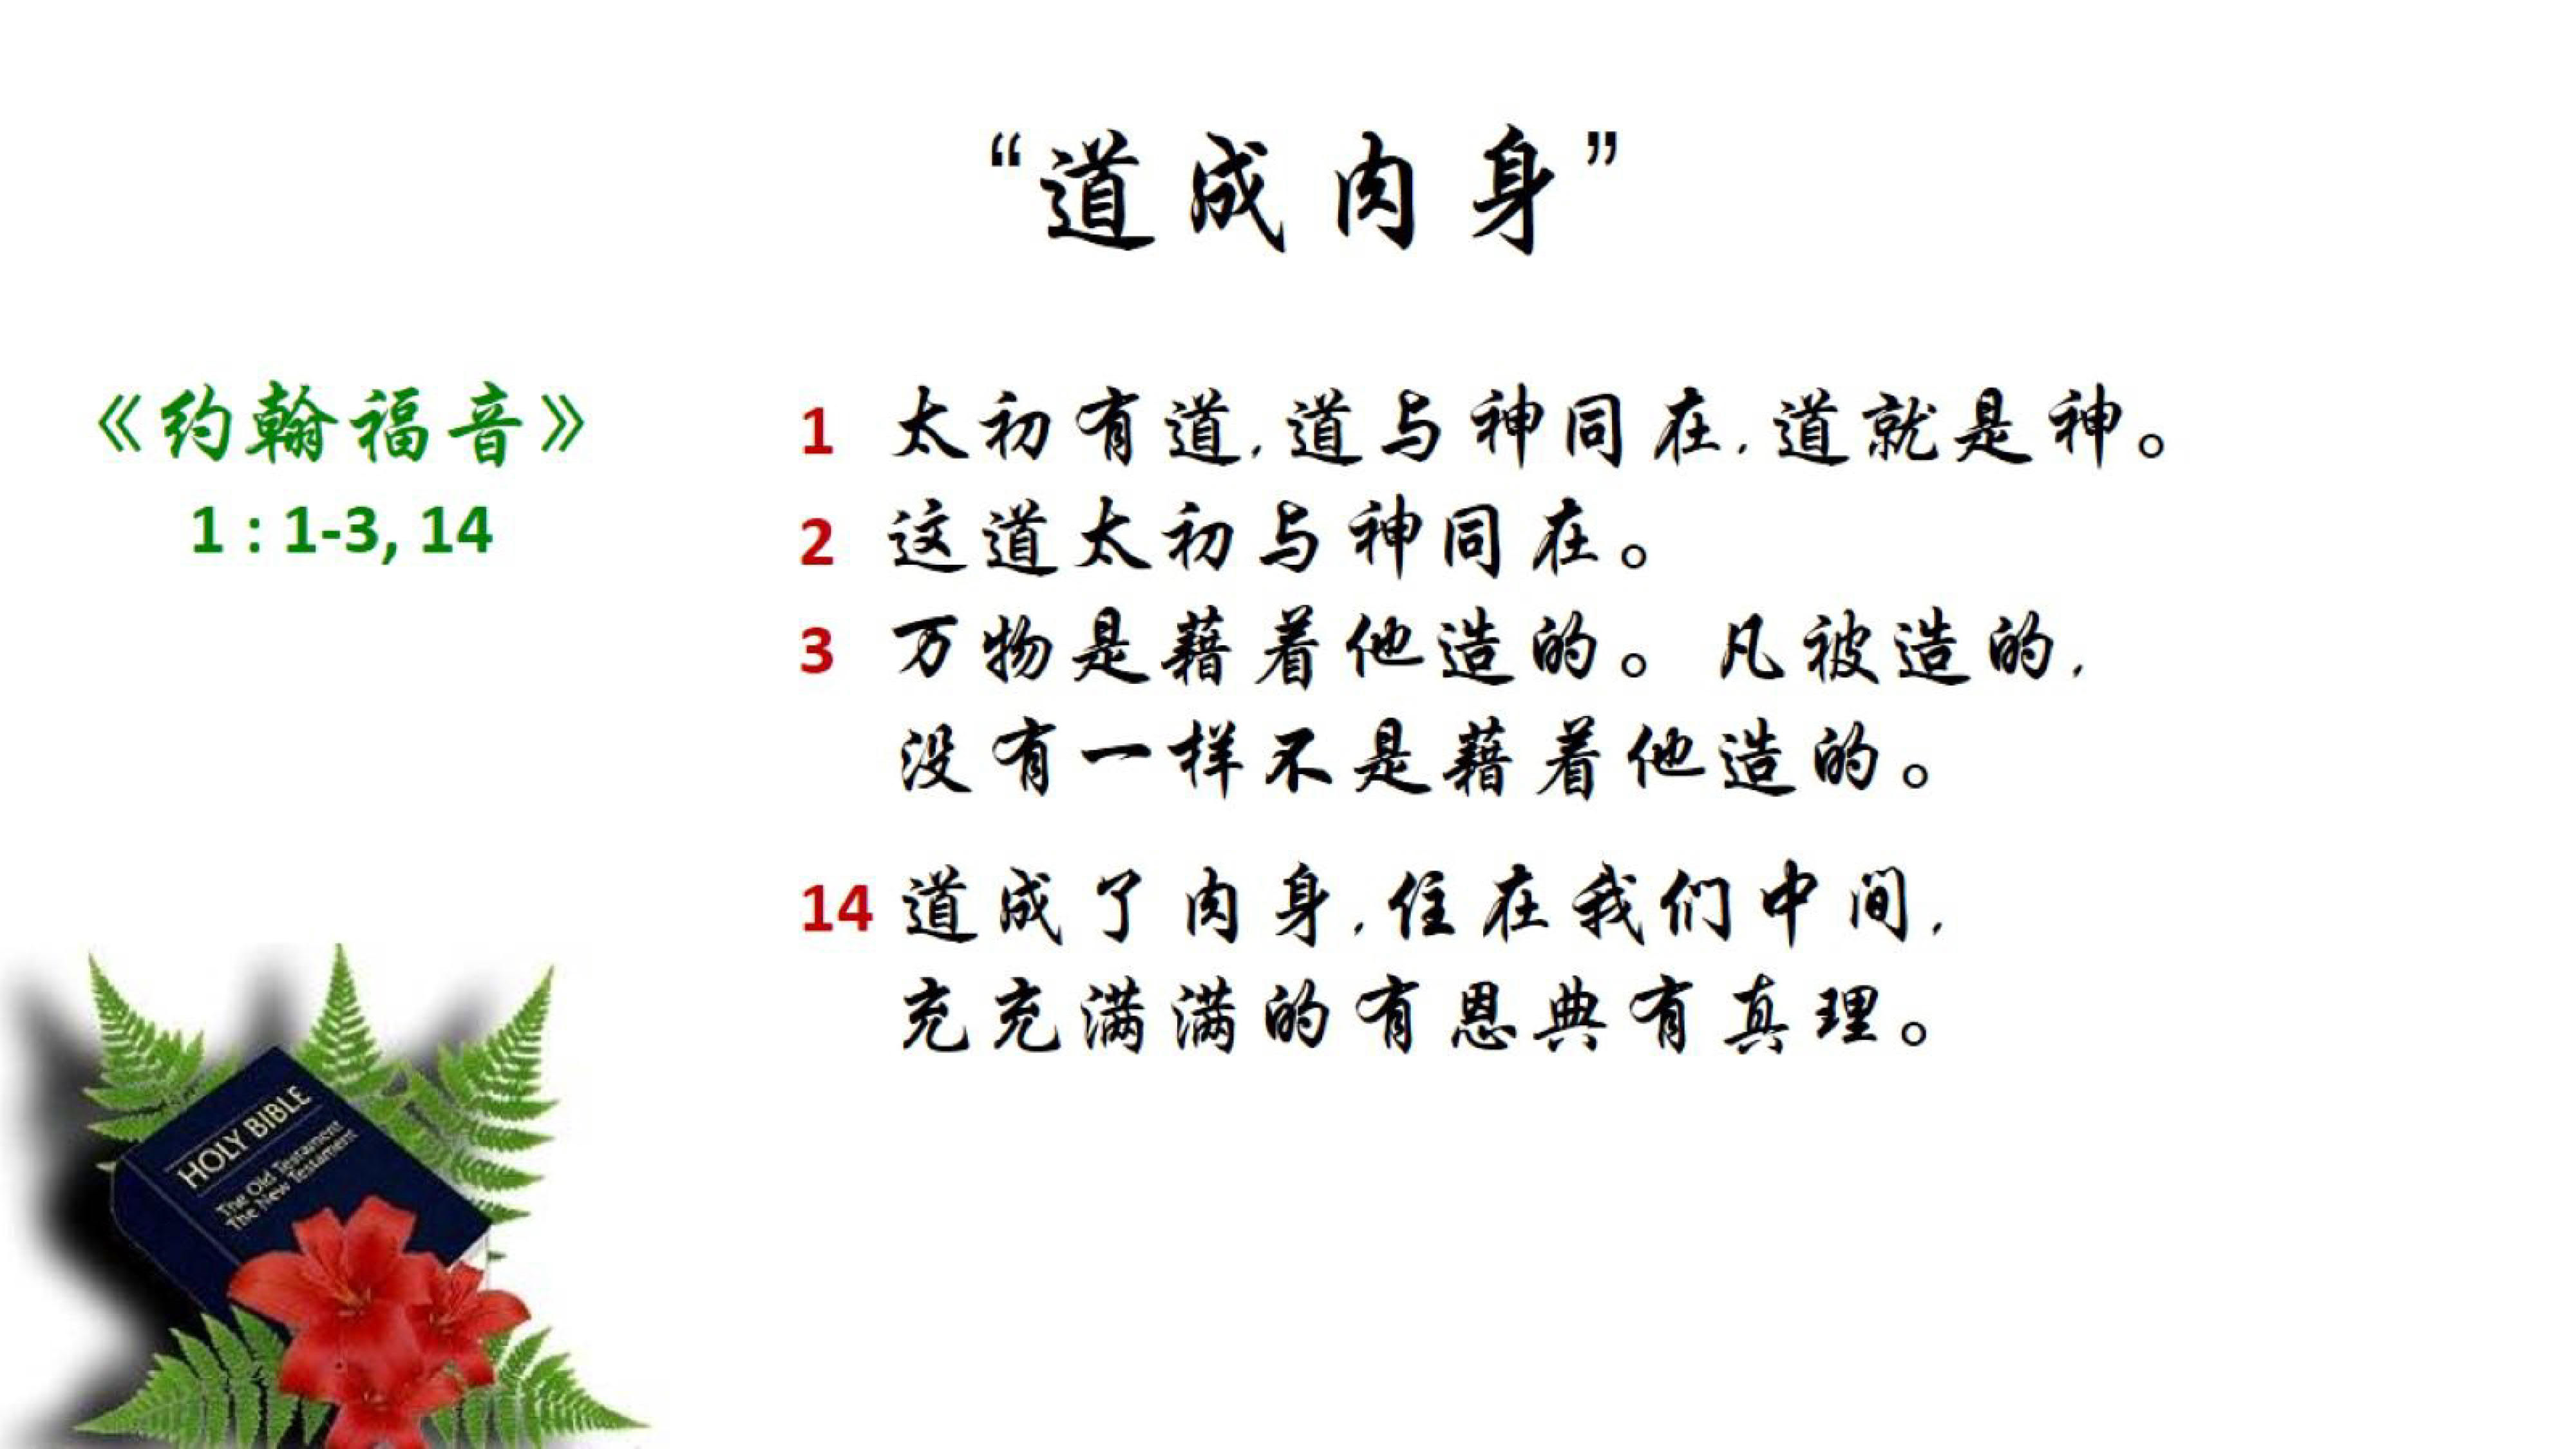 “道成肉身”
《约翰福音》
1 : 1-3, 14
1 太初有道,道与神同在,道就是神。
2 这道太初与神同在。
3 万物是藉着他造的。凡被造的,
没有一样不是藉着他造的。
14 道成了肉身,住在我们中间,
充充满满的有恩典有真理。
HOLY BIBLE
The Old Testament
The New Testament